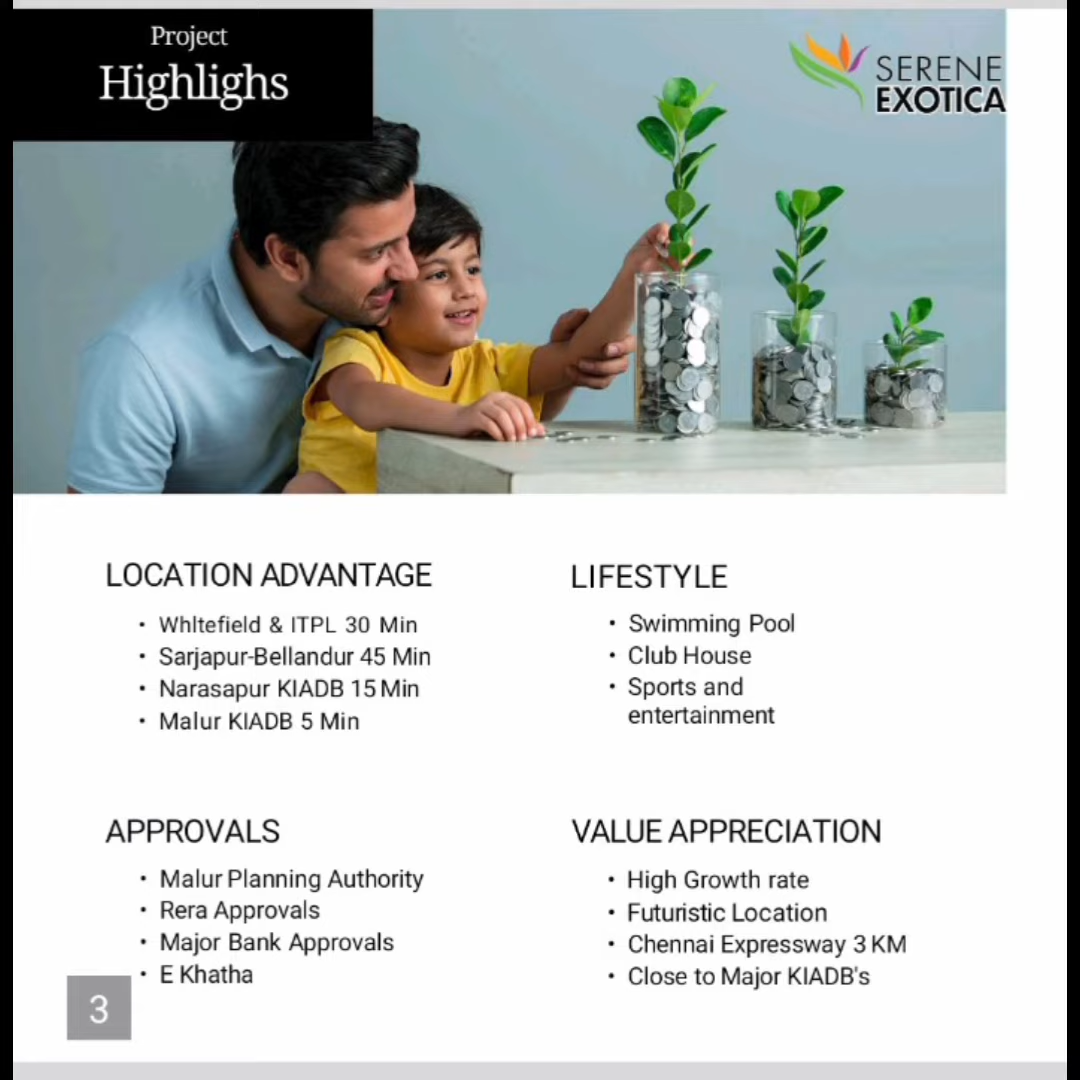 Project
Highlighs
SERENE
EXOTICA
LOCATION ADVANTAGE
• Whltefield & ITPL 30 Min
• Sarjapur-Bellandur 45 Min
• Narasapur KIADB 15 Min
• Malur KIADB 5 Min
LIFESTYLE
• Swimming Pool
• Club House
• Sports and
entertainment
APPROVALS
• Malur Planning Authority
• Rera Approvals
• Major Bank Approvals
• E Khatha
VALUE APPRECIATION
• High Growth rate
• Futuristic Location
• Chennai Expressway 3 KM
• Close to Major KIADB's
3